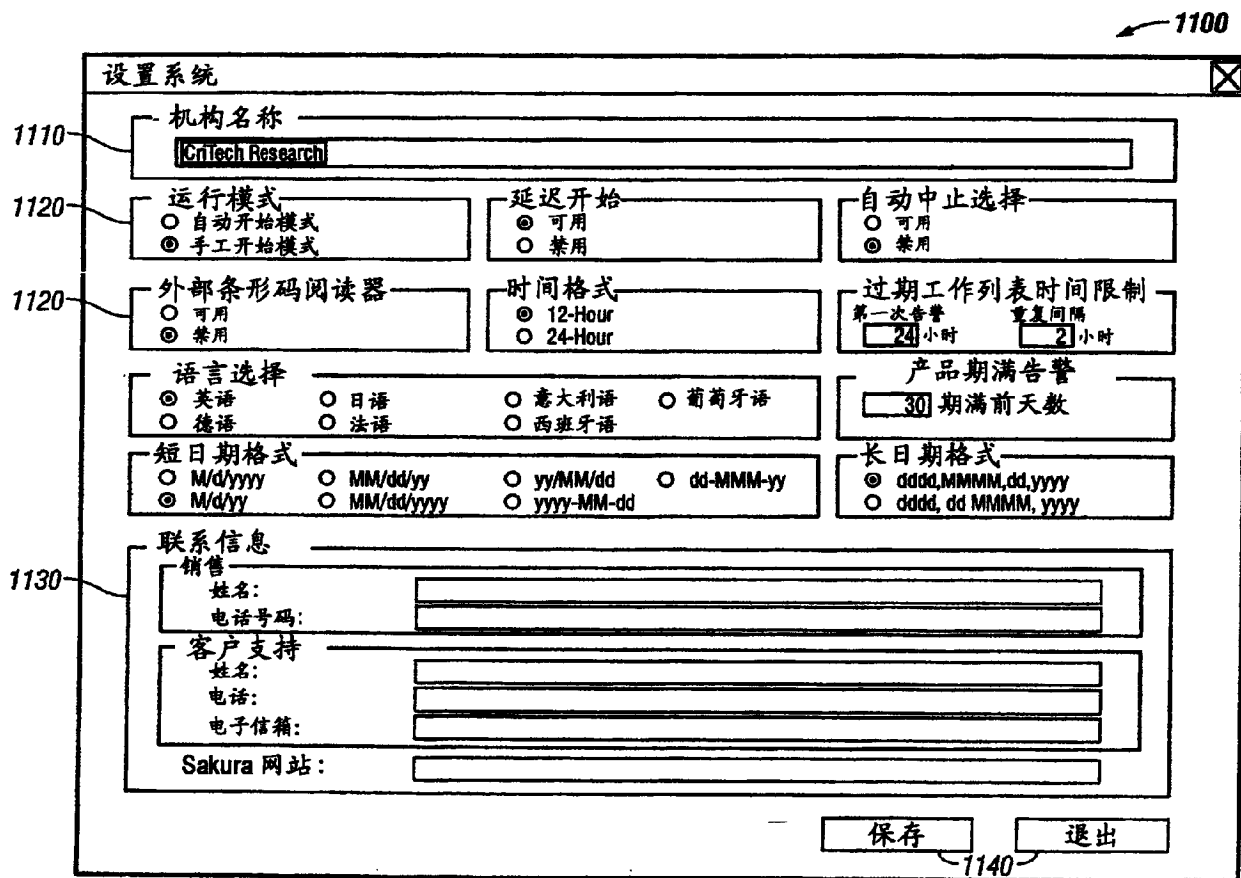 1100
设置系统
1110
机构名称
CriTech Research
1120
运行模式
自动开始模式
手工开始模式
延迟开始
可用
禁用
自动中止选择
可用
禁用
1120
外部条形码阅读器
可用
禁用
时间格式
12-Hour
24-Hour
过期工作列表时间限制
第一次告警
24 小时
重复间隔
2 小时
语言选择
英语 日语 意大利语 葡萄牙语
德语 法语 西班牙语
产品期满告警
30 期满前天数
短日期格式
M/d/yyyy MM/dd/yy yy/MM/dd dd-MMM-yy
M/d/yy MM/dd/yyyy yyyy-MM-dd
长日期格式
dddd,MMMM,dd,yyyy
dddd, dd MMMM, yyyy
1130
联系信息
销售
姓名:
电话号码:
客户支持
姓名:
电话:
电子信箱:
Sakura 网站:
保存 退出
1140